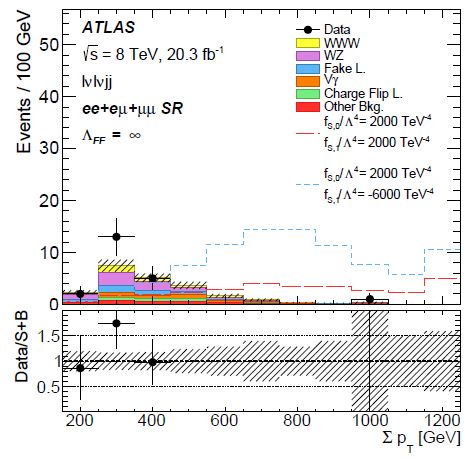 Events / 100 GeV
50
40
30
20
10
0
ATLAS
√s = 8 TeV, 20.3 fb⁻¹
lνlνjj
ee+eμ+μμ SR
Λ_FF = ∞
Data
WWW
WZ
Fake L.
Vγ
Charge Flip L.
Other Bkg.
f_S,0/Λ⁴= 2000 TeV⁻⁴
f_S,1/Λ⁴= 2000 TeV⁻⁴
f_S,0/Λ⁴= 2000 TeV⁻⁴
f_S,1/Λ⁴= -6000 TeV⁻⁴
Data/S+B
1.5
1
0.5
200 400 600 800 1000 1200
Σ p_T [GeV]